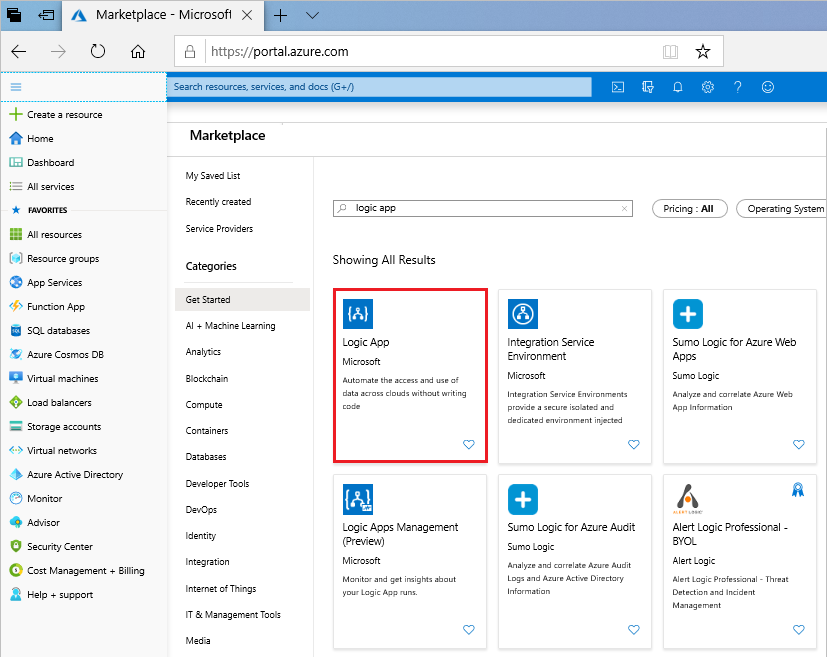 Marketplace - Microsoft
https://portal.azure.com
Search resources, services, and docs (G+/)
Create a resource
Home
Dashboard
All services
FAVORITES
All resources
Resource groups
App Services
Function App
SQL databases
Azure Cosmos DB
Virtual machines
Load balancers
Storage accounts
Virtual networks
Azure Active Directory
Monitor
Advisor
Security Center
Cost Management + Billing
Help + support
Marketplace
My Saved List
Recently created
Service Providers
Categories
Get Started
AI + Machine Learning
Analytics
Blockchain
Compute
Containers
Databases
Developer Tools
DevOps
Identity
Integration
Internet of Things
IT & Management Tools
Media
logic app
Pricing : All
Operating System
Showing All Results
Logic App
Microsoft
Automate the access and use of
data across clouds without writing
code
Integration Service
Environment
Microsoft
Integration Service Environments
provide a secure isolated and
dedicated environment injected
Sumo Logic for Azure Web
Apps
Sumo Logic
Analyze and correlate Azure Web
App Information
Logic Apps Management
(Preview)
Microsoft
Monitor and get insights about
your Logic App runs.
Sumo Logic for Azure Audit
Sumo Logic
Analyze and correlate Azure Audit
Logs and Azure Active Directory
Information
ALERT LOGIC
Alert Logic Professional -
BYOL
Alert Logic
Alert Logic Professional - Threat
Detection and Incident
Management